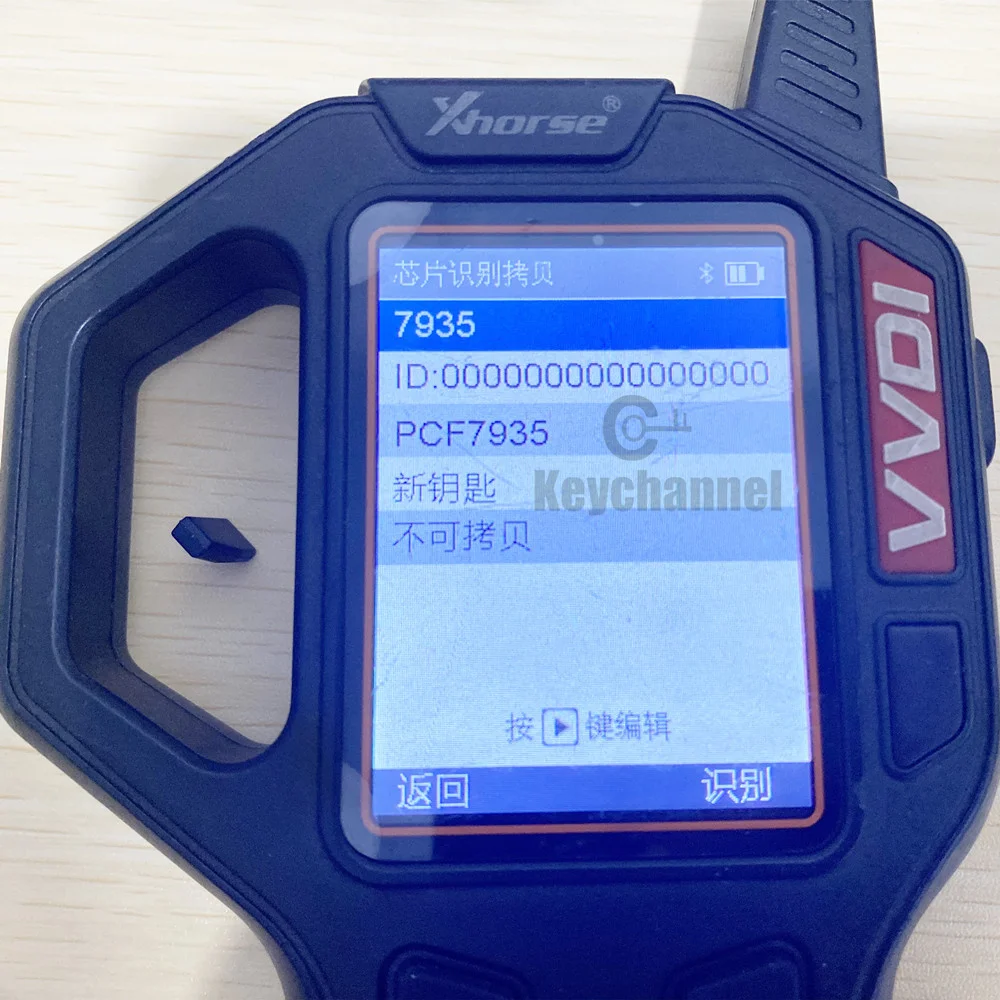 Xhorse®
芯片识别拷贝
7935
ID:0000000000000000
PCF7935
新钥匙
Keychannel
不可拷贝
按 键编辑
返回 识别
VVDI